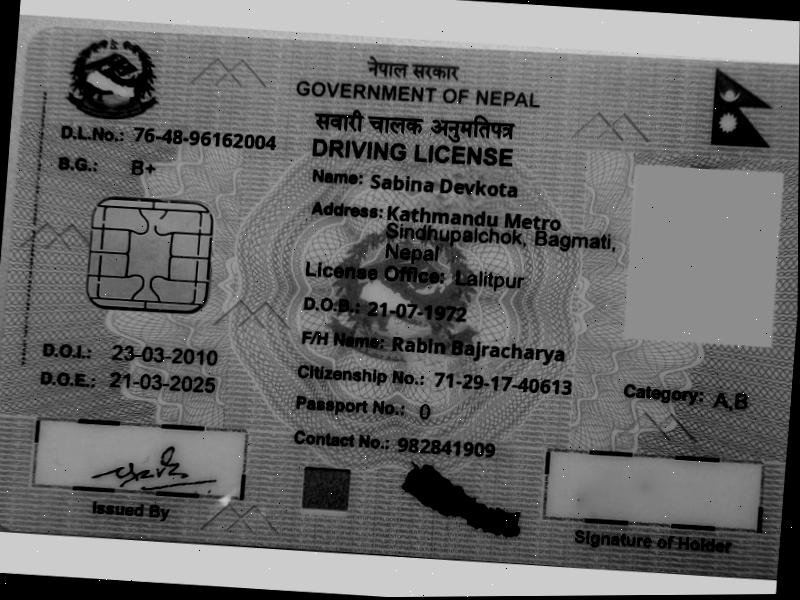 नेपाल सरकार
GOVERNMENT OF NEPAL
सवारी चालक अनुमतिपत्र
DRIVING LICENSE
D.L.No.: 76-48-96162004
B.G.: B+
Name: Sabina Devkota
Address: Kathmandu Metro
Sindhupalchok, Bagmati,
Nepal
License Office: Lalitpur
D.O.B.: 21-07-1972
F/H Name: Rabin Bajracharya
D.O.I.: 23-03-2010
D.O.E.: 21-03-2025
Citizenship No.: 71-29-17-40613
Category: A,B
Passport No.: 0
Contact No.: 982841909
Issued By
Signature of Holder